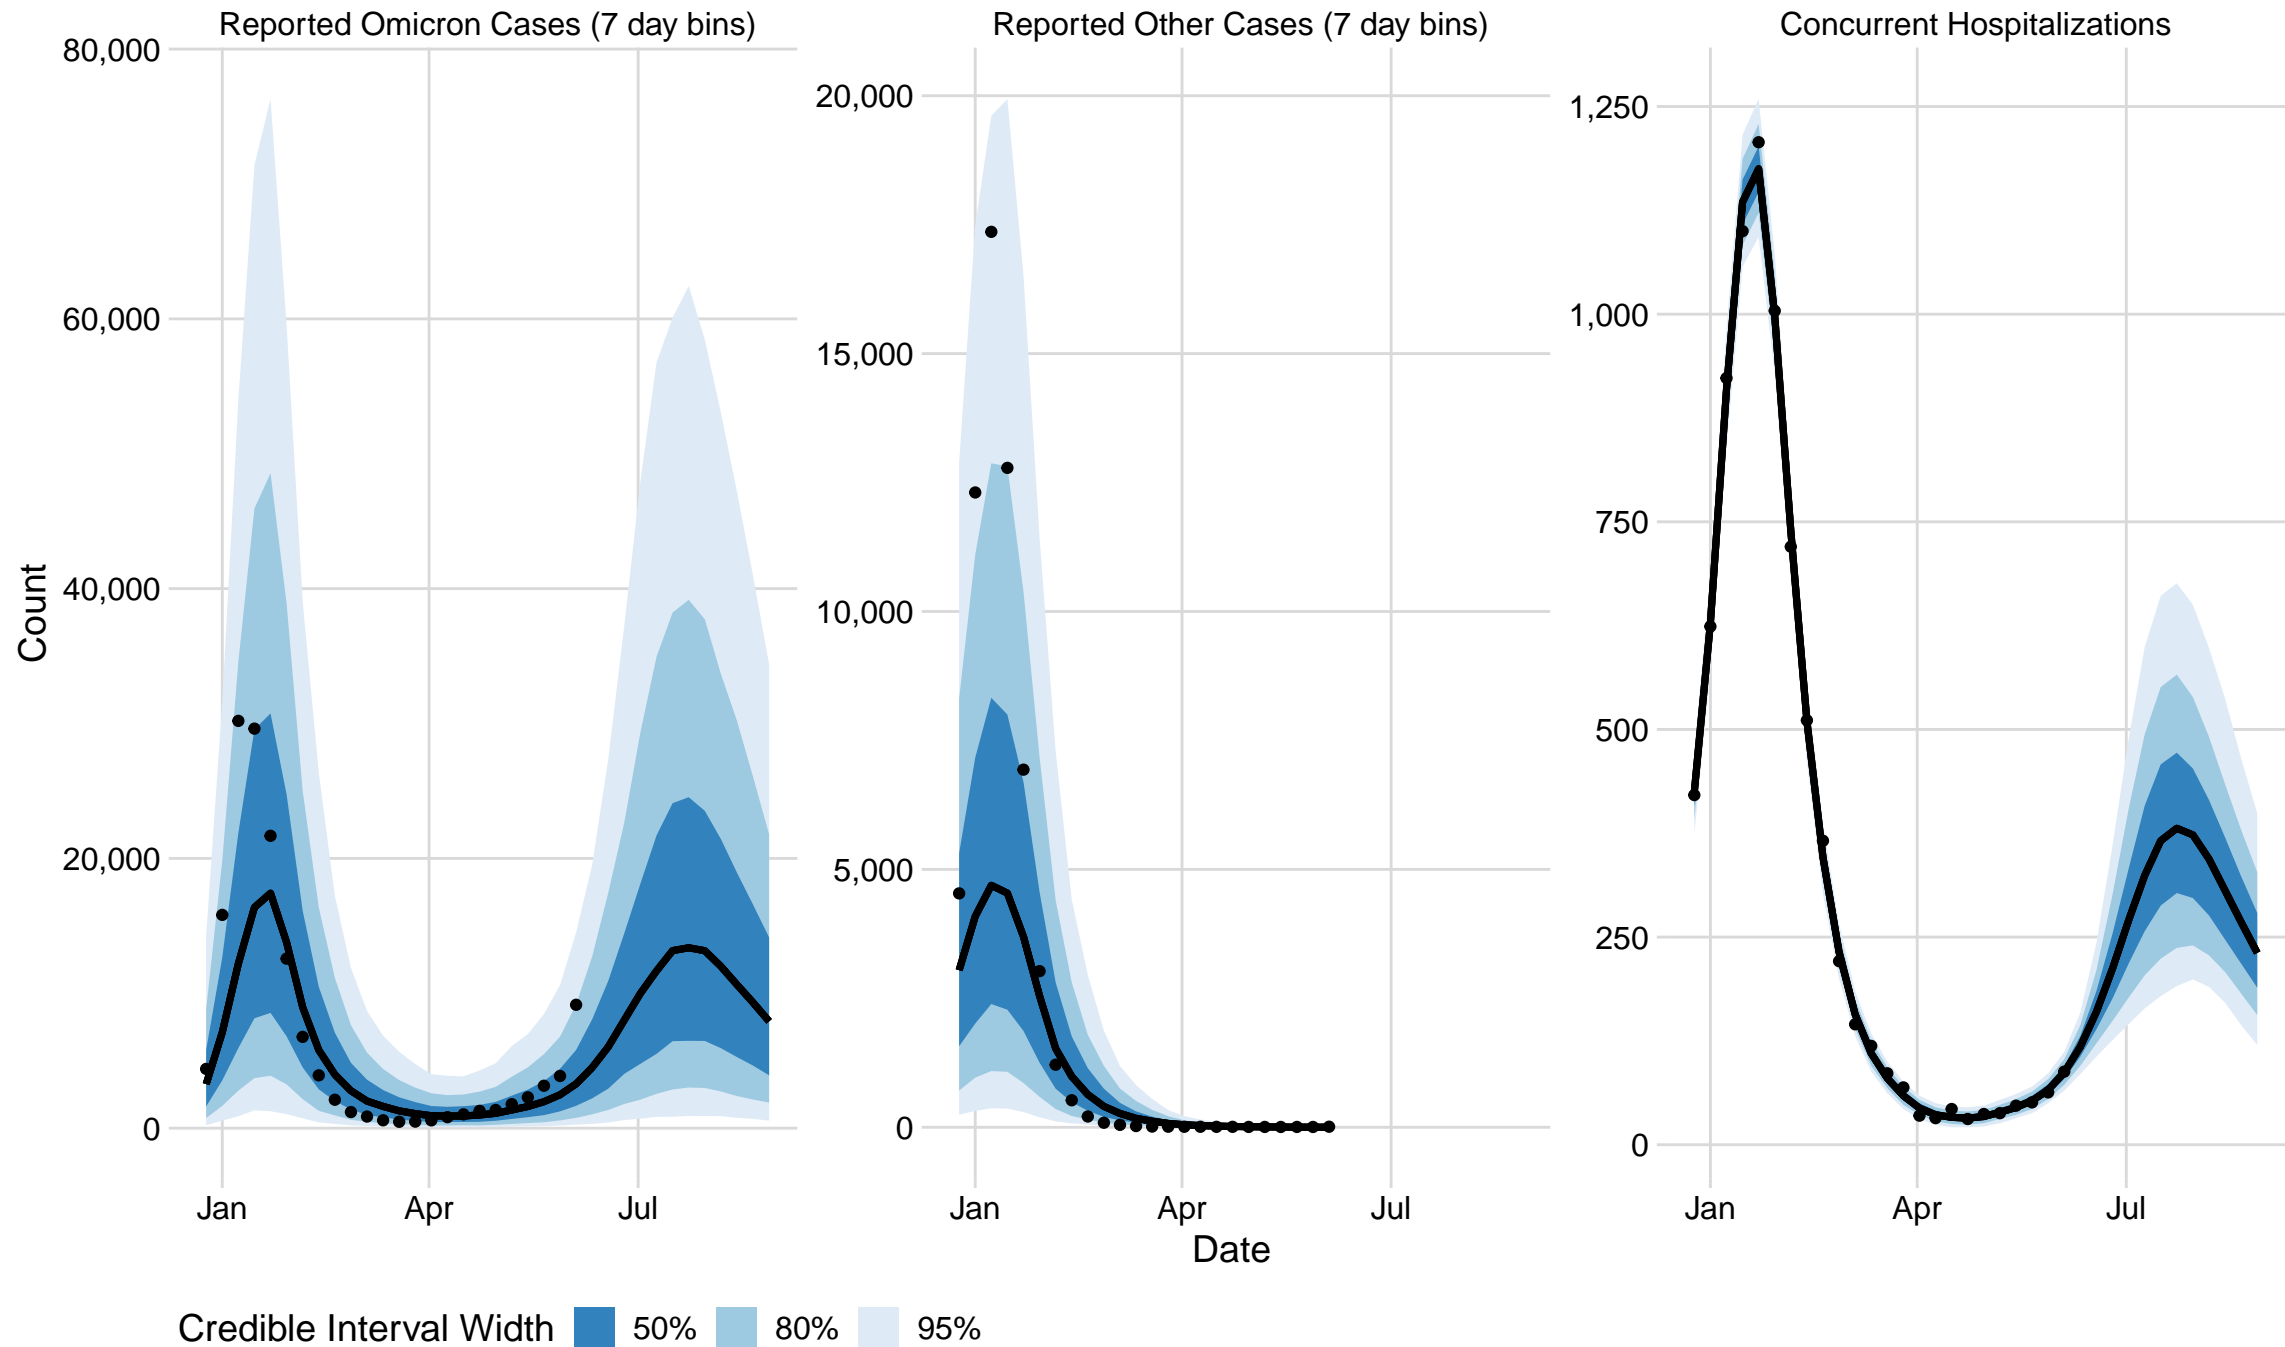 Reported Omicron Cases (7 day bins)
Reported Other Cases (7 day bins)
Concurrent Hospitalizations
Count
80,000
60,000
40,000
20,000
0
Jan
Apr
Jul
20,000
15,000
10,000
5,000
0
Jan
Apr
Jul
1,250
1,000
750
500
250
0
Jan
Apr
Jul
Date
Credible Interval Width 50% 80% 95%